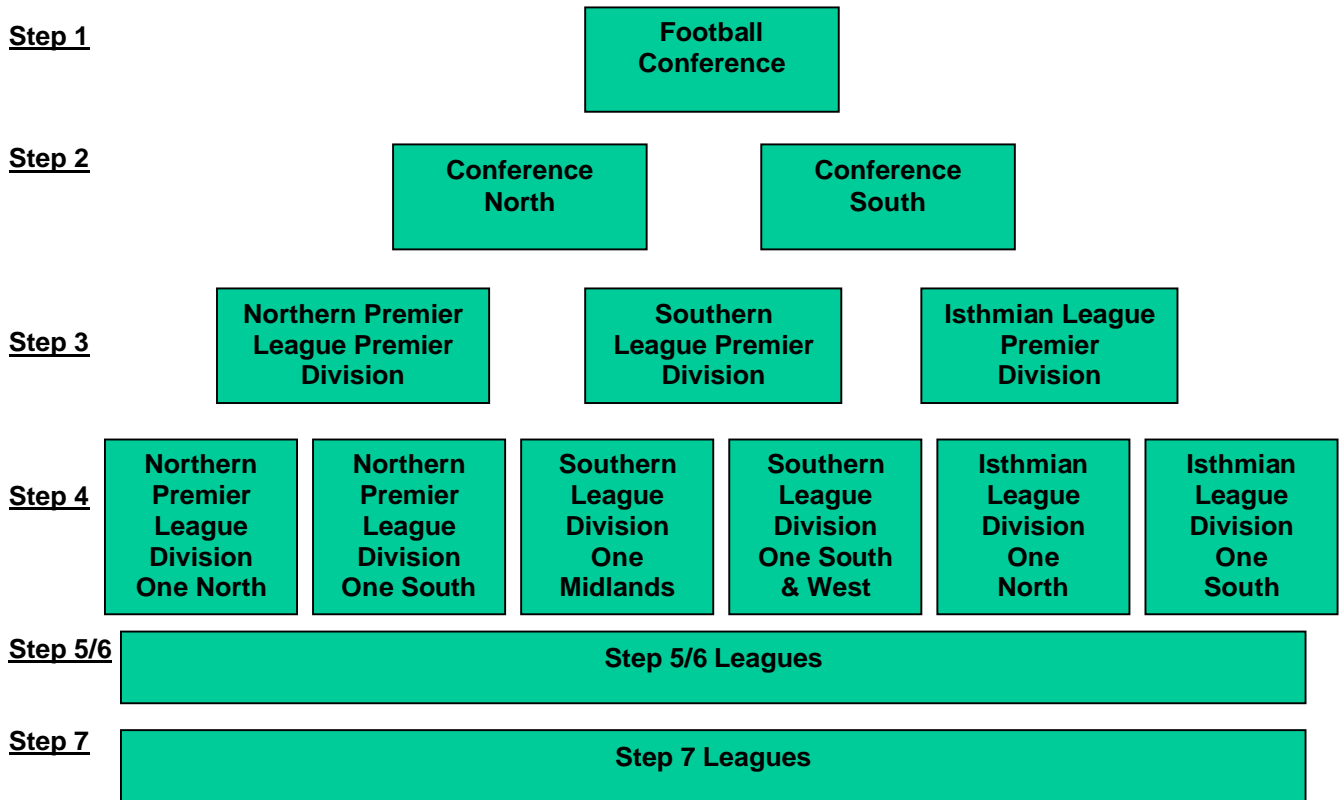 Step 1
Football
Conference
Step 2
Conference
North
Conference
South
Step 3
Northern Premier
League Premier
Division
Southern
League Premier
Division
Isthmian League
Premier
Division
Step 4
Northern
Premier
League
Division
One North
Northern
Premier
League
Division
One South
Southern
League
Division
One
Midlands
Southern
League
Division
One South
& West
Isthmian
League
Division
One
North
Isthmian
League
Division
One
South
Step 5/6
Step 5/6 Leagues
Step 7
Step 7 Leagues